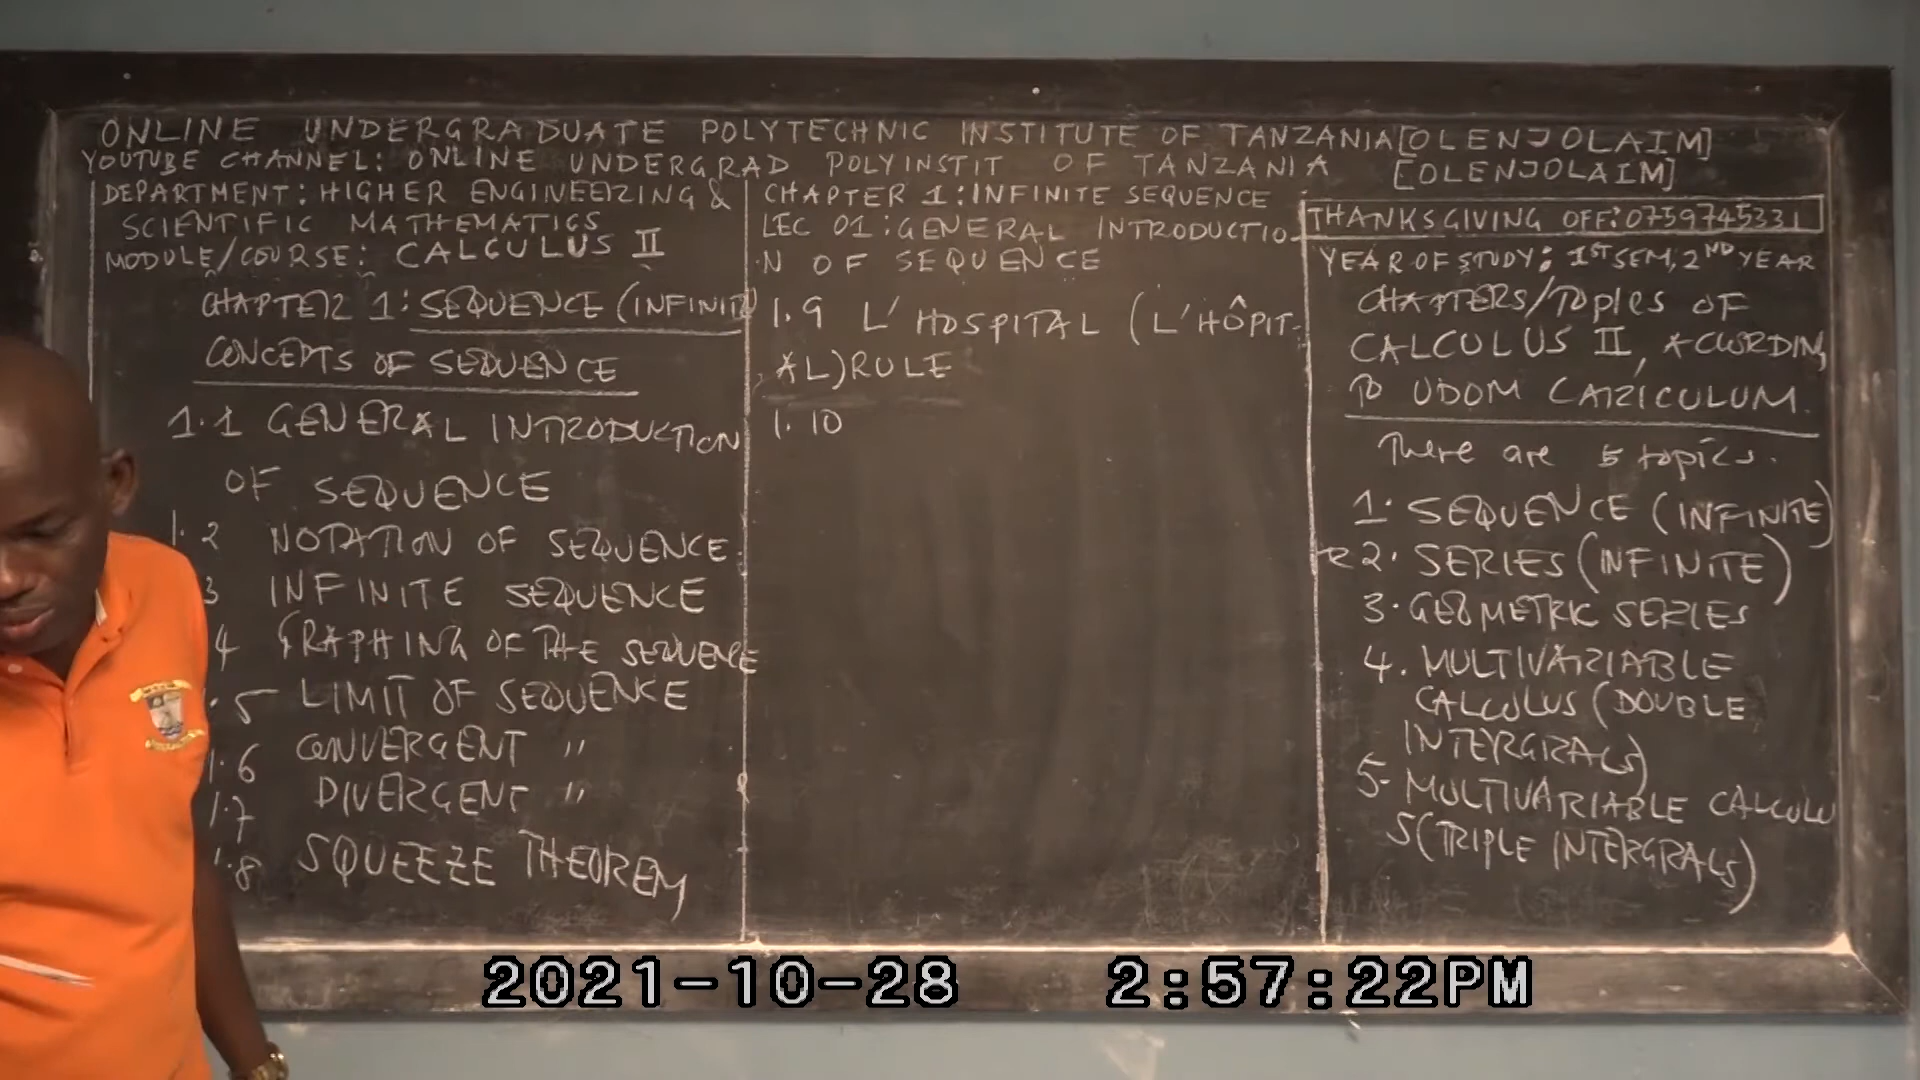 ONLINE UNDERGRADUATE POLYTECHNIC INSTITUTE OF TANZANIA[OLENJOLAIM]
YOUTUBE CHANNEL: ONLINE UNDERGRAD POLYINSTIT OF TANZANIA [OLENJOLAIM]
DEPARTMENT: HIGHER ENGINEERING &
SCIENTIFIC MATHEMATICS
MODULE/COURSE: CALCULUS II
CHAPTER 1: SEQUENCE (INFINITE)
CONCEPTS OF SEQUENCE
1.1 GENERAL INTRODUCTION
OF SEQUENCE
1.2 NOTATION OF SEQUENCE
3 INFINITE SEQUENCE
4 GRAPHING OF THE SEQUENCE
.5 LIMIT OF SEQUENCE
1.6 CONVERGENT "
1.7 DIVERGENT "
1.8 SQUEEZE THEOREM
CHAPTER 1: INFINITE SEQUENCE
LEC 01: GENERAL INTRODUCTIO
N OF SEQUENCE
1.9 L'HOSPITAL (L'HÔPIT-
AL) RULE
1.10
THANKSGIVING OFF: 0759745331
YEAR OF STUDY: 1ST SEM, 2ND YEAR
CHAPTERS/TOPICS OF
CALCULUS II, ACCORDING
TO UDOM CARICULUM.
There are 5 topics.
1. SEQUENCE (INFINITE)
2. SERIES (INFINITE)
3. GEOMETRIC SERIES
4. MULTIVARIABLE
CALCULUS (DOUBLE
INTERGRALS)
5- MULTIVARIABLE CALCULU
S(TRIPLE INTERGRALS)
2021-10-28 2:57:22PM